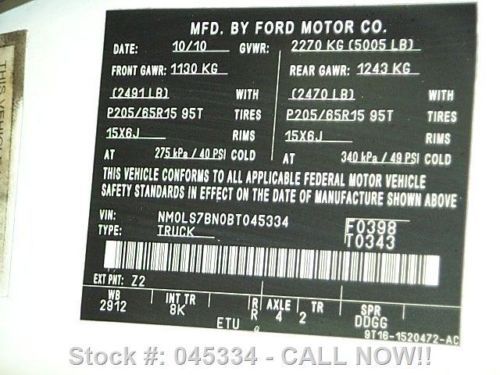 MFD. BY FORD MOTOR CO.
DATE: 10/10 GVWR: 2270 KG (5005 LB)
FRONT GAWR: 1130 KG REAR GAWR: 1243 KG
(2491 LB) WITH (2470 LB) WITH
P205/65R15 95T TIRES P205/65R15 95T TIRES
15X6J RIMS 15X6J RIMS
AT 275 kPa / 40 PSI COLD AT 340 kPa / 49 PSI COLD
THIS VEHICLE CONFORMS TO ALL APPLICABLE FEDERAL MOTOR VEHICLE
SAFETY STANDARDS IN EFFECT ON THE DATE OF MANUFACTURE SHOWN ABOVE
VIN: NM0LS7BN0BT045334 F0398
TYPE: TRUCK T0343
EXT PNT: Z2
WB INT TR R AXLE TR SPR
2912 8K R 4 2 DDGG
ETU 9T16-1520472-AC
THIS VEHICLE
Stock #: 045334 - CALL NOW!!